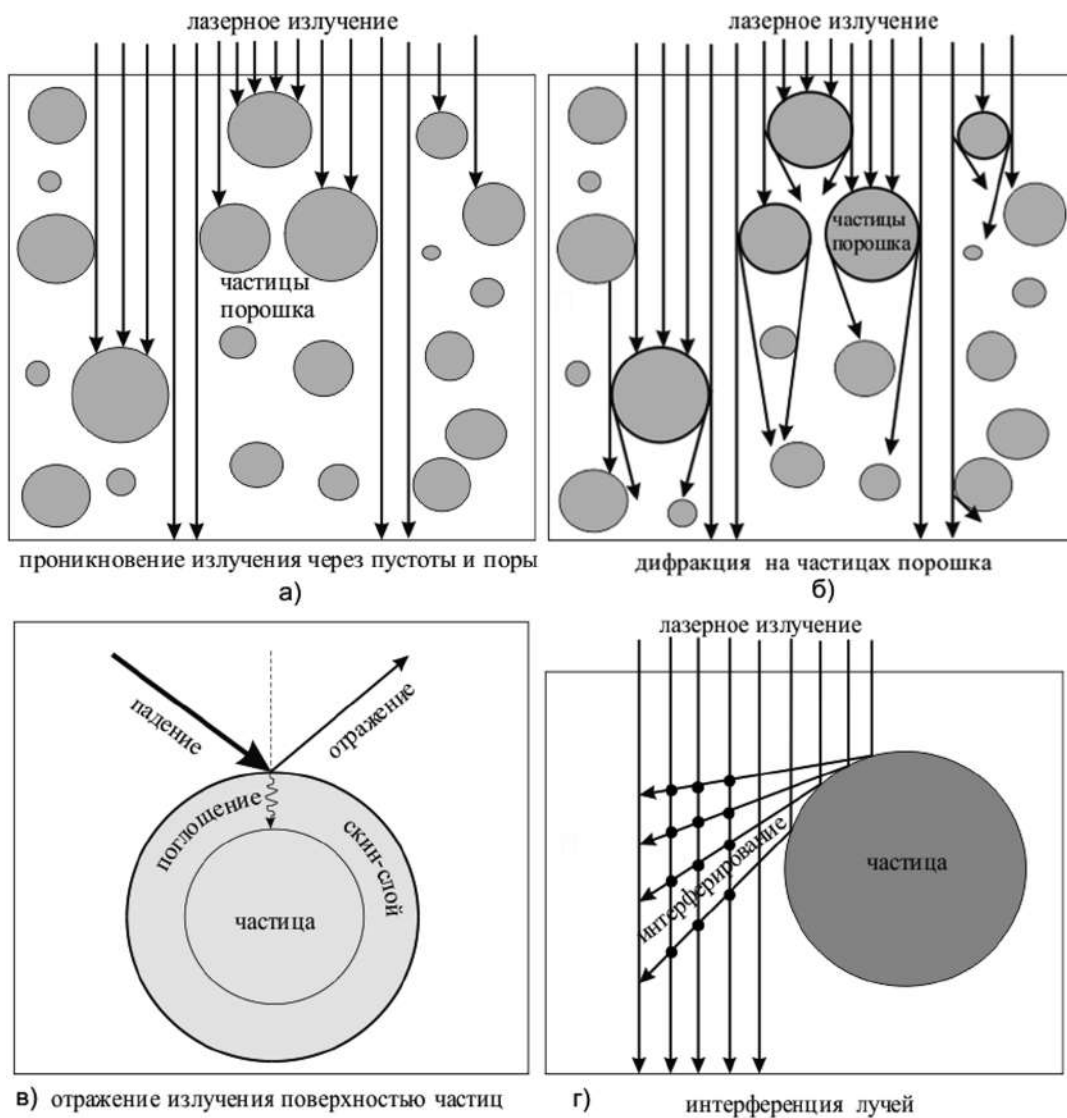 лазерное излучение
частицы
порошка
проникновение излучения через пустоты и поры
а)
лазерное излучение
частицы
порошка
дифракция на частицах порошка
б)
падение
отражение
поглощение
скин-слой
частица
в) отражение излучения поверхностью частиц
лазерное излучение
интерферирование
частица
г) интерференция лучей